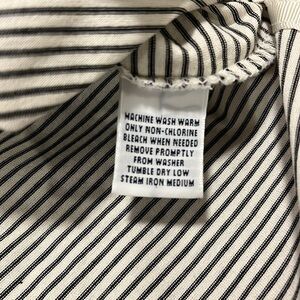 MACHINE WASH WARM
ONLY NON-CHLORINE
BLEACH WHEN NEEDED
REMOVE PROMPTLY
FROM WASHER
TUMBLE DRY LOW
STEAM IRON MEDIUM